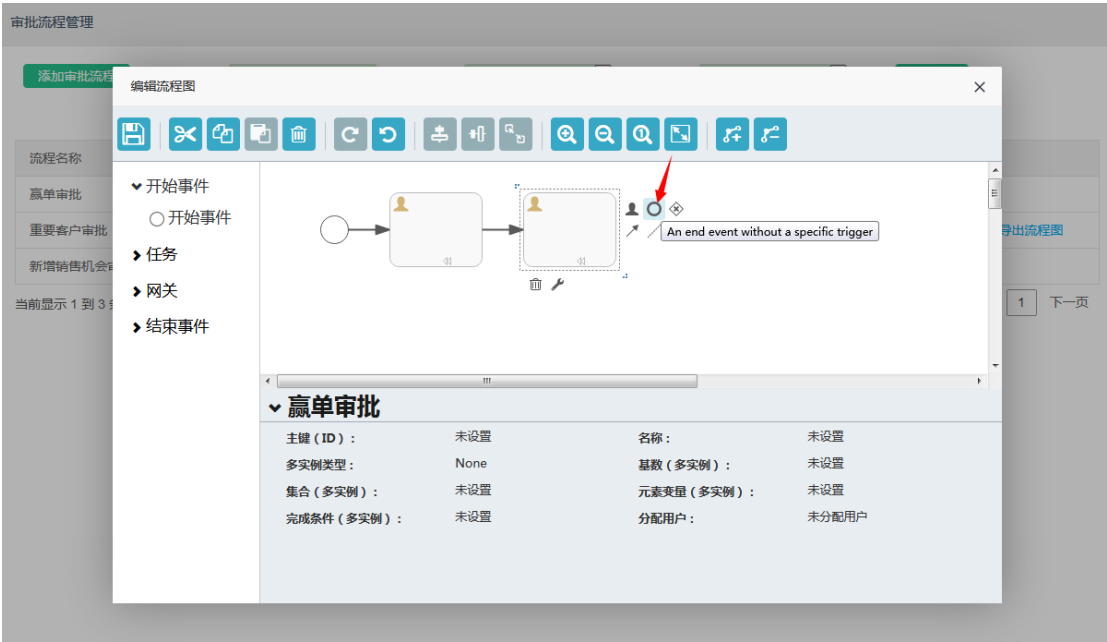 审批流程管理
添加审批流程
编辑流程图
流程名称
赢单审批
重要客户审批
导出流程图
新增销售机会审
当前显示 1 到 3 条
1 下一页
开始事件
开始事件
任务
网关
结束事件
An end event without a specific trigger
赢单审批
主键 ( ID ) : 未设置 名称 : 未设置
多实例类型 : None 基数 ( 多实例 ) : 未设置
集合 ( 多实例 ) : 未设置 元素变量 ( 多实例 ) : 未设置
完成条件 ( 多实例 ) : 未设置 分配用户 : 未分配用户